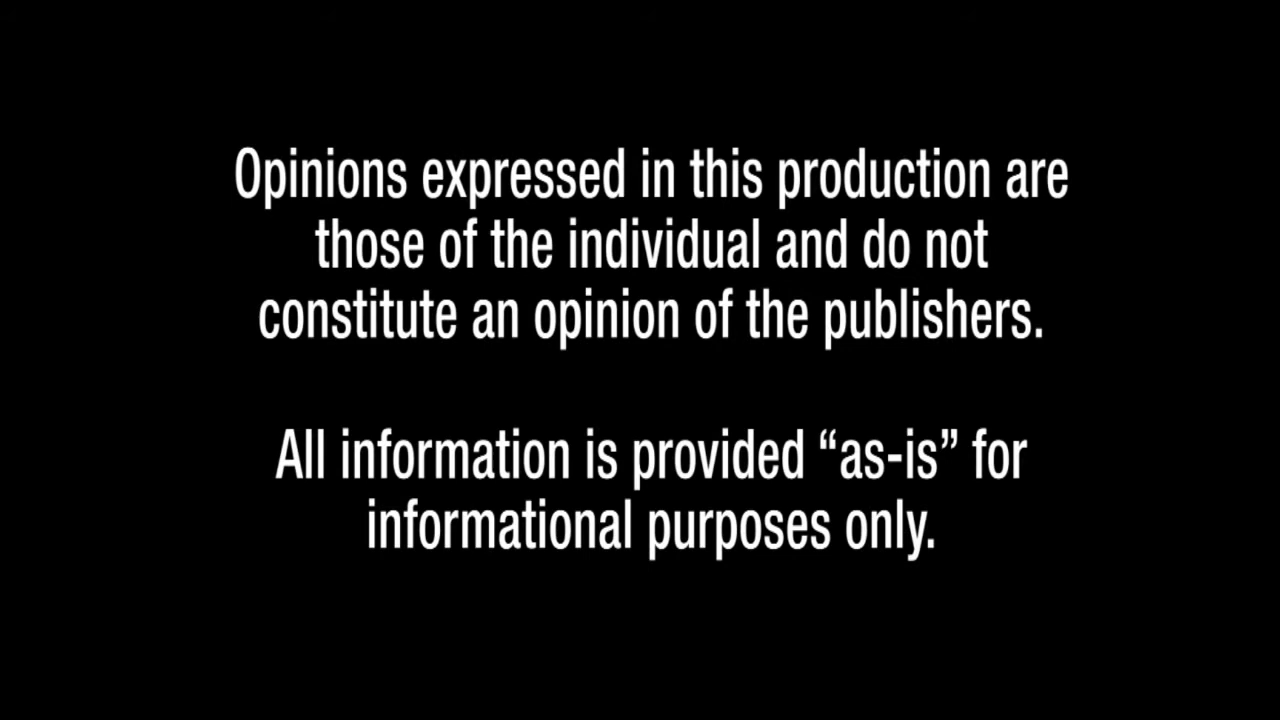 Opinions expressed in this production are
those of the individual and do not
constitute an opinion of the publishers.
All information is provided “as-is” for
informational purposes only.